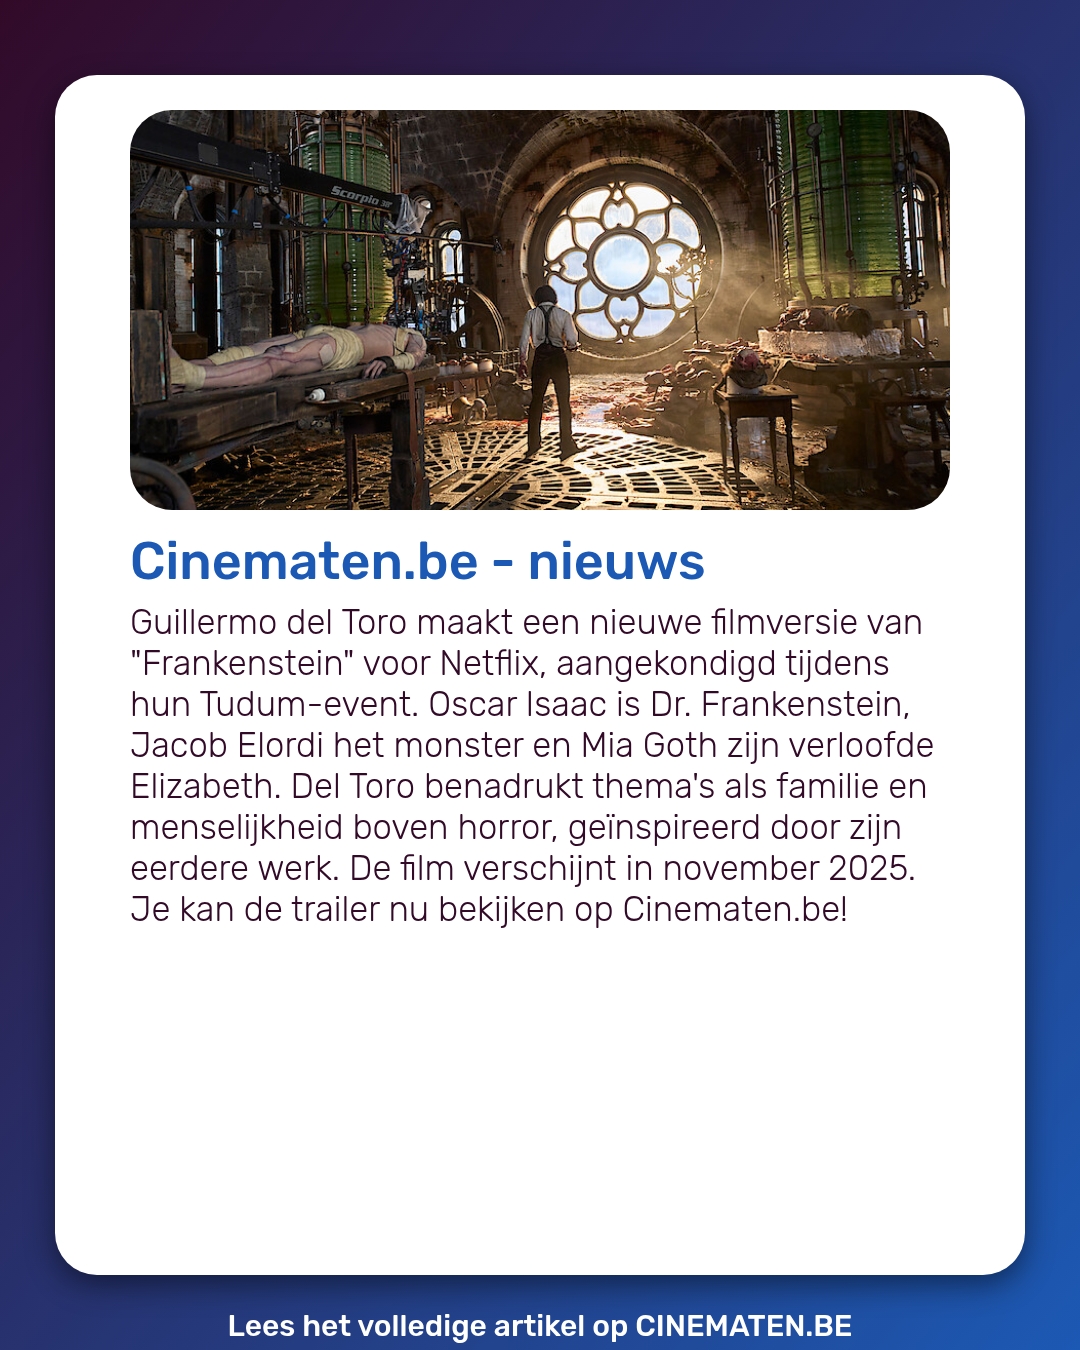 Scorpio 38'
Cinematen.be - nieuws
Guillermo del Toro maakt een nieuwe filmversie van
"Frankenstein" voor Netflix, aangekondigd tijdens
hun Tudum-event. Oscar Isaac is Dr. Frankenstein,
Jacob Elordi het monster en Mia Goth zijn verloofde
Elizabeth. Del Toro benadrukt thema's als familie en
menselijkheid boven horror, geïnspireerd door zijn
eerdere werk. De film verschijnt in november 2025.
Je kan de trailer nu bekijken op Cinematen.be!
Lees het volledige artikel op CINEMATEN.BE